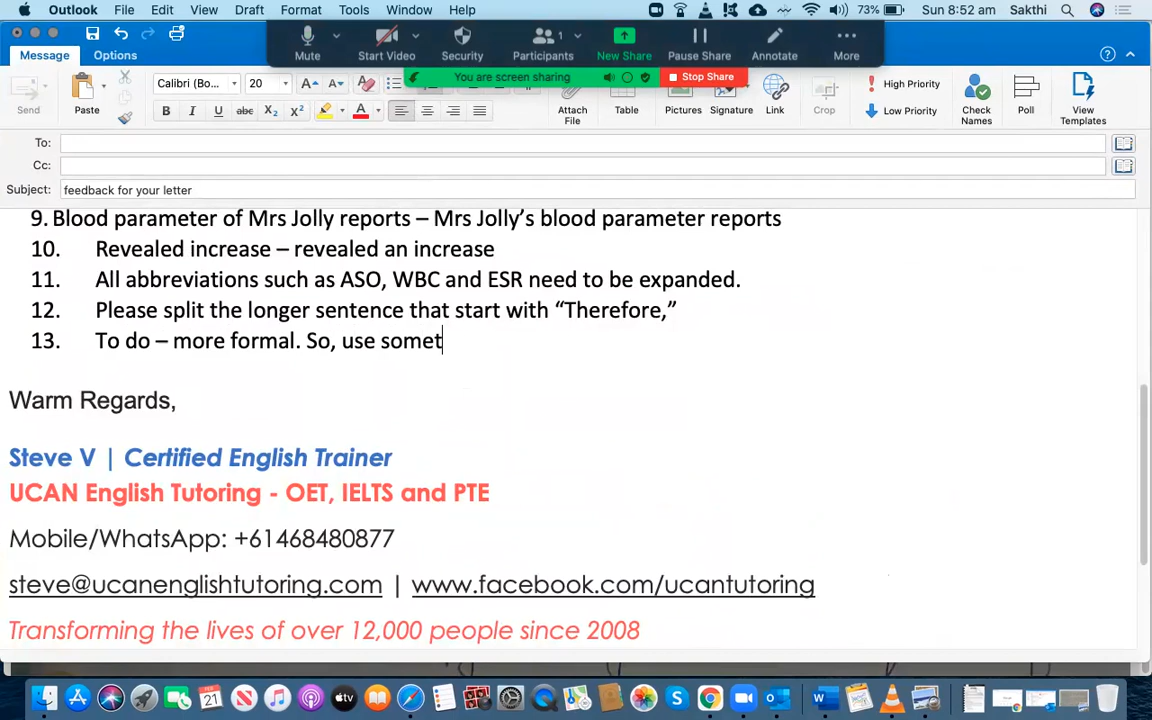 Outlook File Edit View Draft Format Tools Window Help 73% Sun 8:52 am Sakthi
Mute Start Video Security Participants 1 New Share Pause Share Annotate More
Message Options
You are screen sharing Stop Share
Send Paste Calibri (Bo... 20 Attach File Table Pictures Signature Link Crop High Priority Low Priority Check Names Poll View Templates
B I U abc X₂ X² A
To:
Cc:
Subject: feedback for your letter
9. Blood parameter of Mrs Jolly reports – Mrs Jolly’s blood parameter reports
10. Revealed increase – revealed an increase
11. All abbreviations such as ASO, WBC and ESR need to be expanded.
12. Please split the longer sentence that start with “Therefore,”
13. To do – more formal. So, use somet
Warm Regards,
Steve V | Certified English Trainer
UCAN English Tutoring - OET, IELTS and PTE
Mobile/WhatsApp: +61468480877
steve@ucanenglishtutoring.com | www.facebook.com/ucantutoring
Transforming the lives of over 12,000 people since 2008
FEB
21
tv